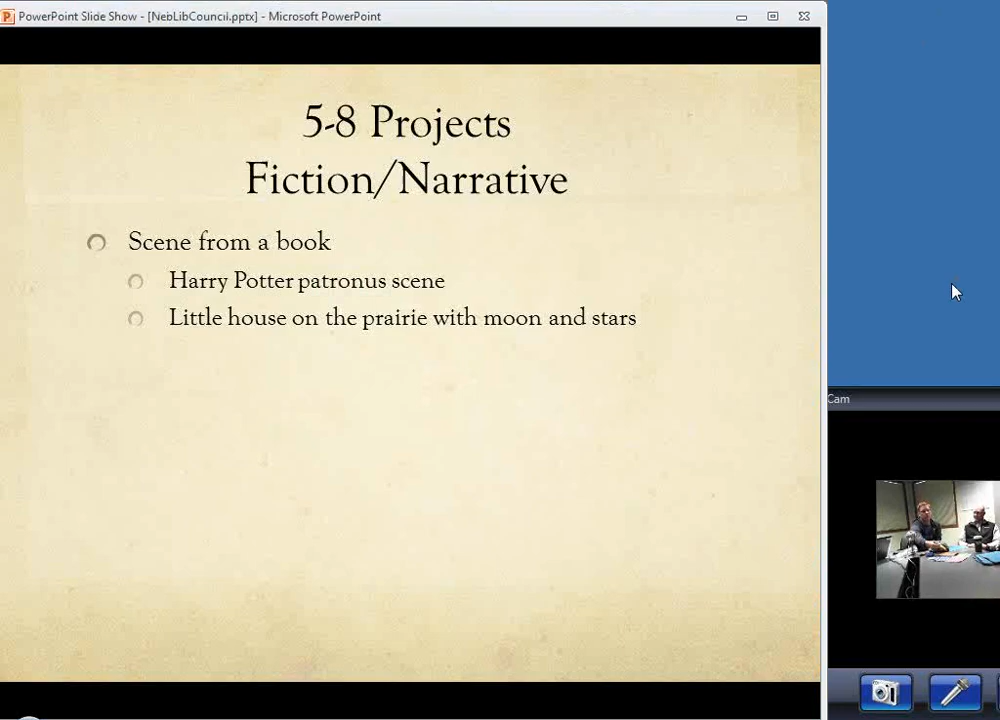 PowerPoint Slide Show - [NebLibCouncil.pptx] - Microsoft PowerPoint
5-8 Projects
Fiction/Narrative
Scene from a book
Harry Potter patronus scene
Little house on the prairie with moon and stars
Cam